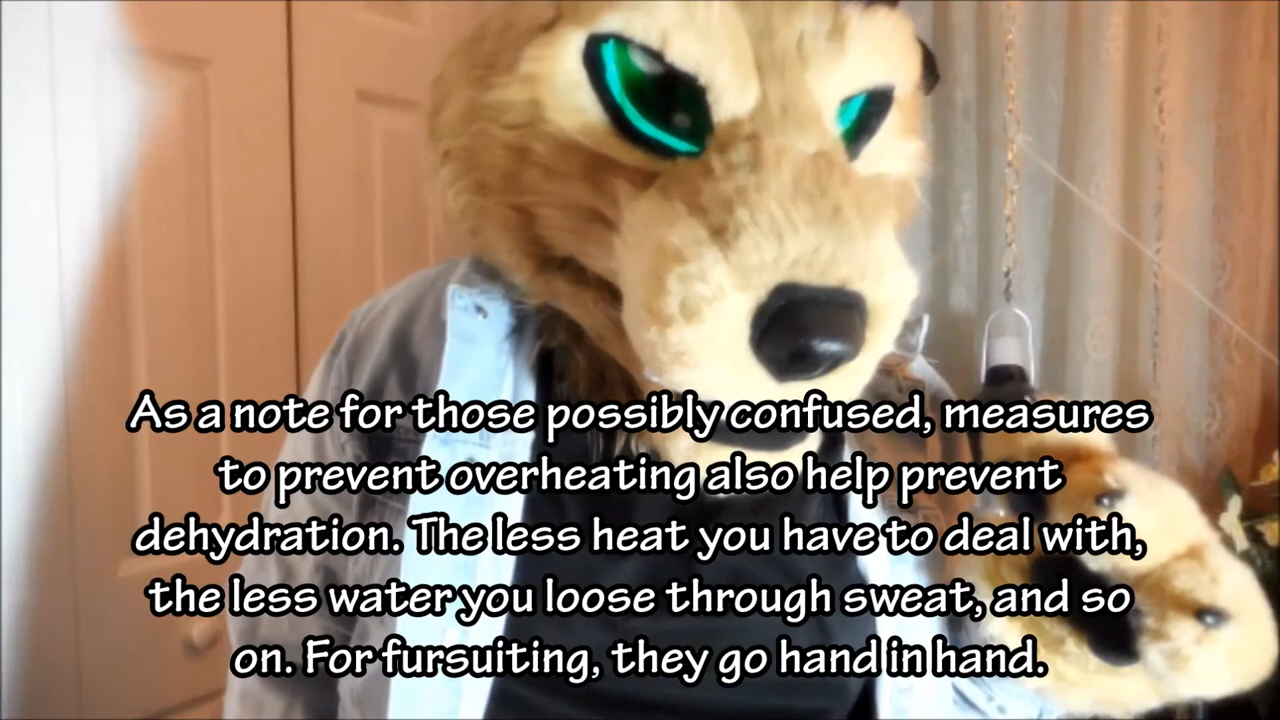 As a note for those possibly confused, measures
to prevent overheating also help prevent
dehydration. The less heat you have to deal with,
the less water you loose through sweat, and so
on. For fursuiting, they go hand in hand.